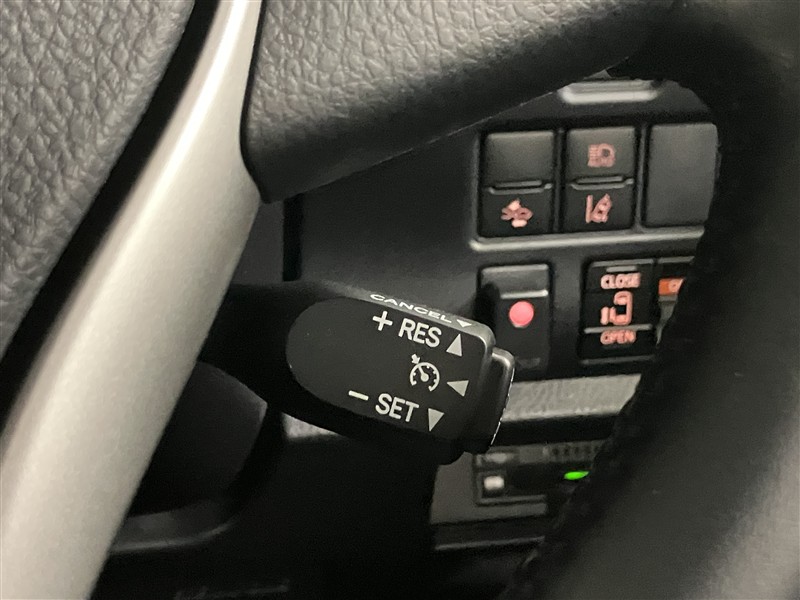 CANCEL
+ RES
- SET
CLOSE
OPEN